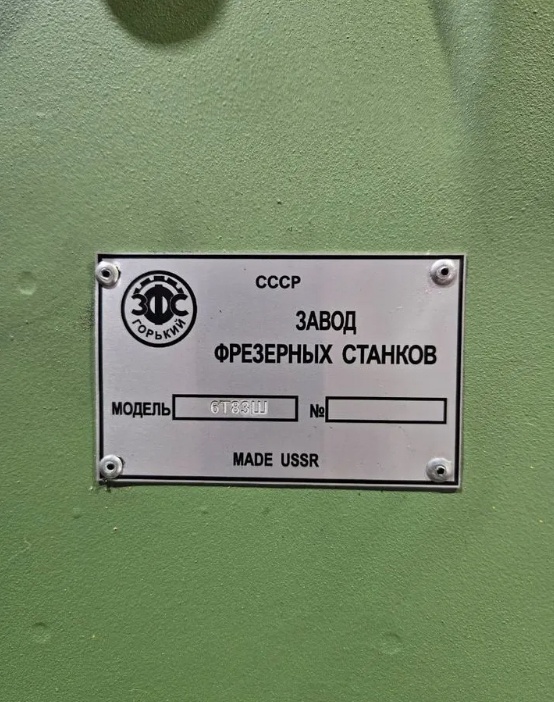 СССР
ЗФС
ГОРЬКИЙ
ЗАВОД
ФРЕЗЕРНЫХ СТАНКОВ
МОДЕЛЬ 6Т83Ш №
MADE USSR